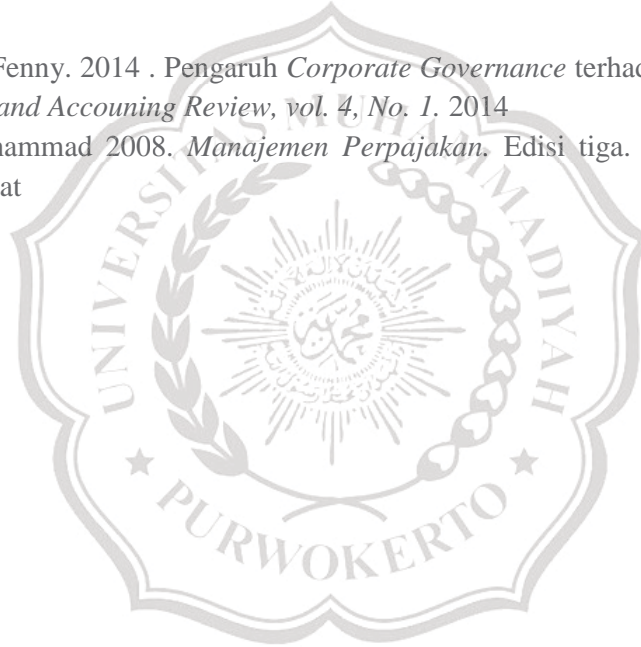 Fenny. 2014 . Pengaruh Corporate Governance terhad
and Accouning Review, vol. 4, No. 1. 2014
hammad 2008. Manajemen Perpajakan. Edisi tiga.
at
UNIVERSITAS MUHAMMADIYAH
PURWOKERTO